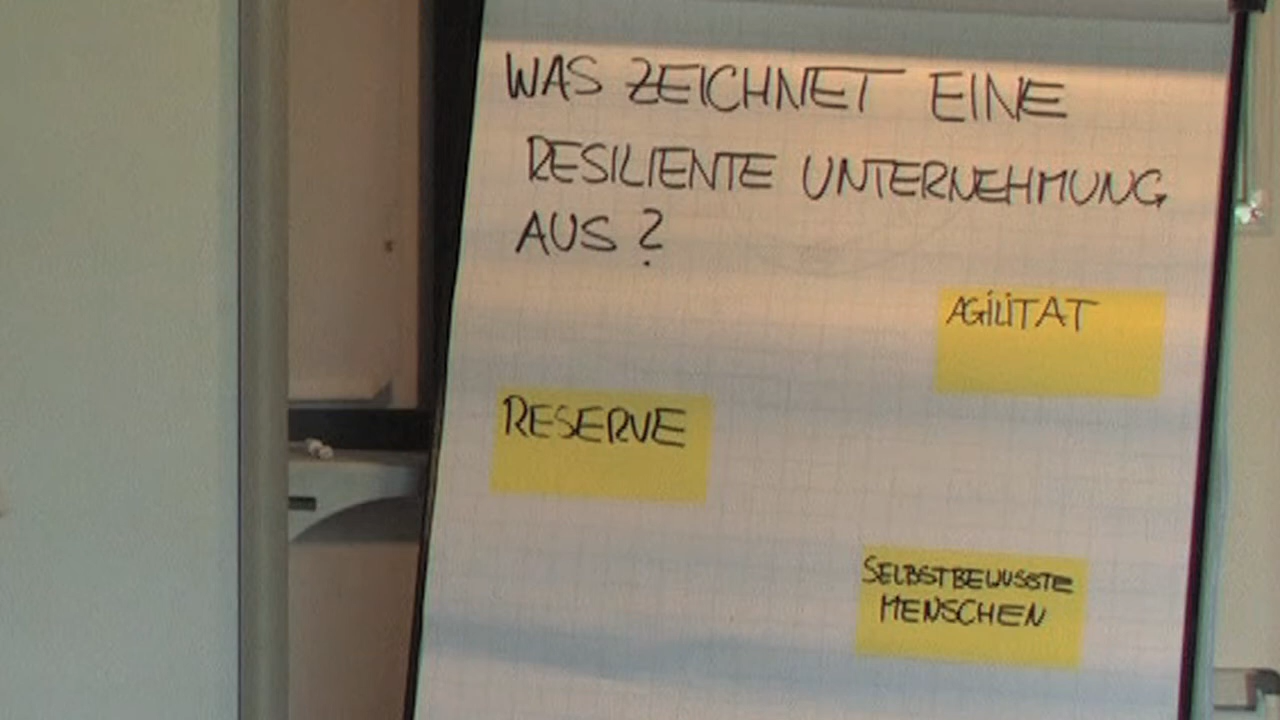 WAS ZEICHNET EINE
RESILIENTE UNTERNEHMUNG
AUS?
AGILITAT
RESERVE
SELBSTBEWUSSTE
MENSCHEN